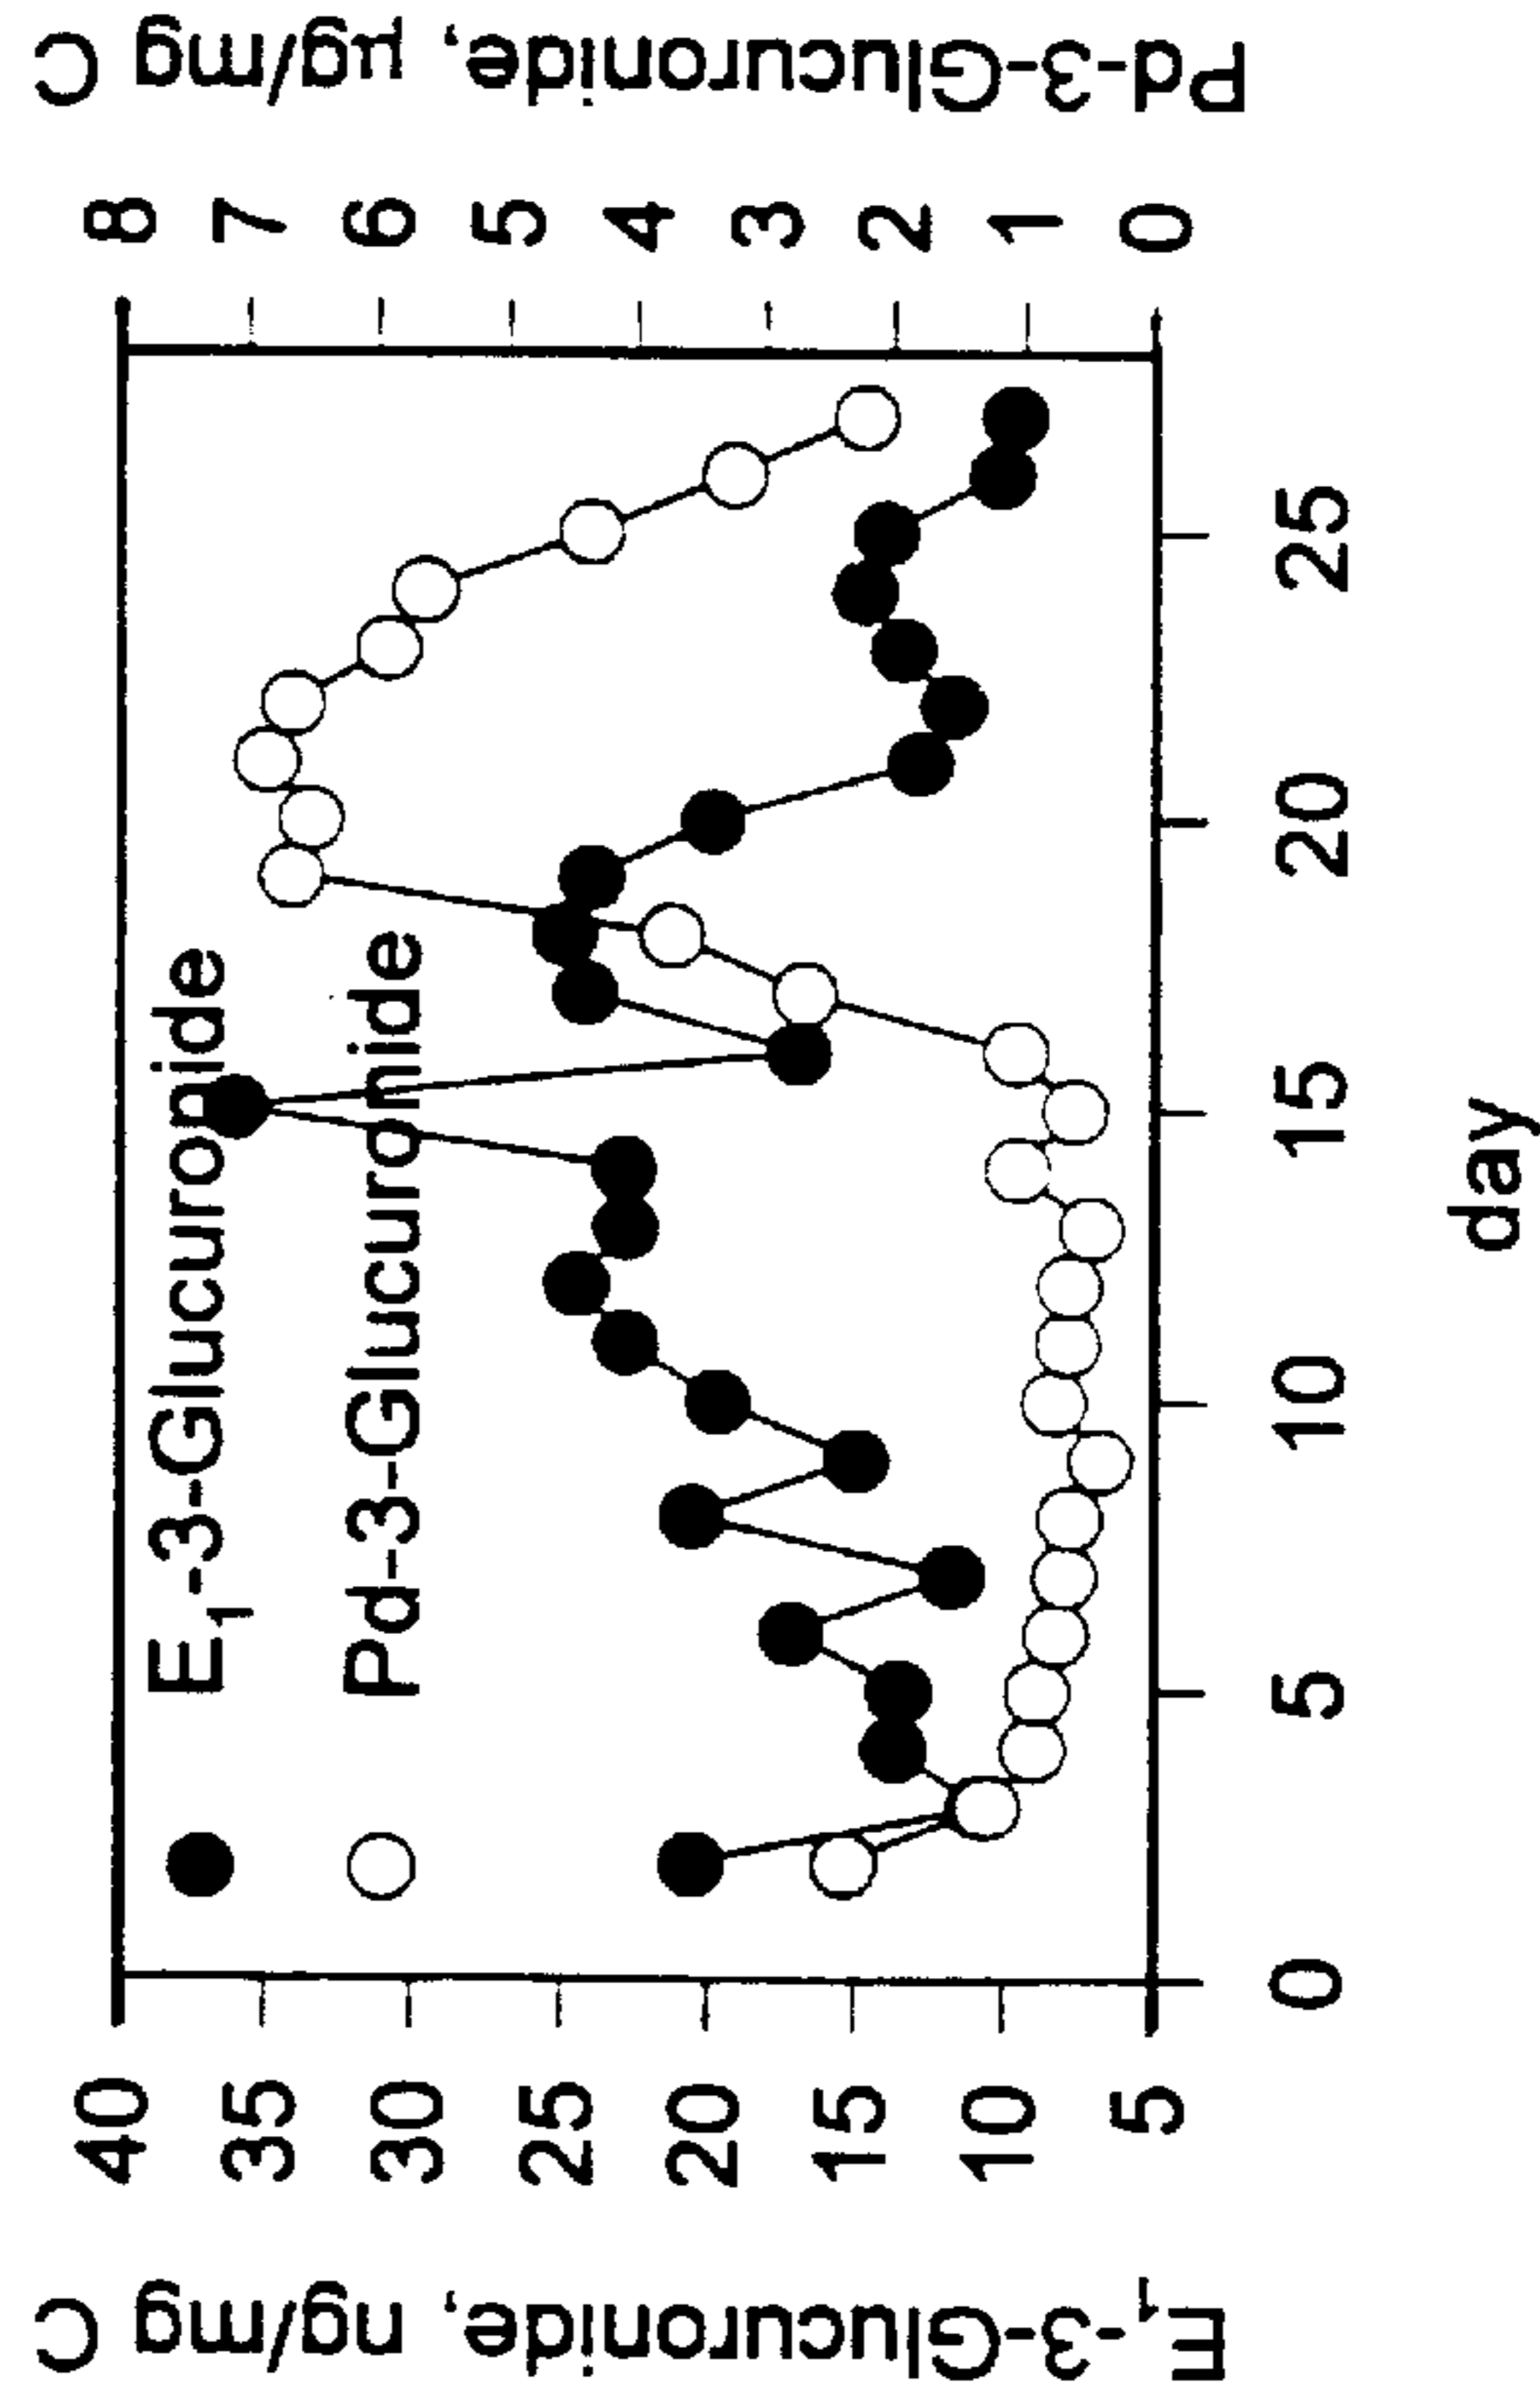 E1-3-Glucuronide
Pd-3-Glucuronide
E1-3-Glucuronide, ng/mg C
40
35
30
25
20
15
10
5
Pd-3-Glucuronide, µg/mg C
8
7
6
5
4
3
2
1
0
0 5 10 15 20 25
day